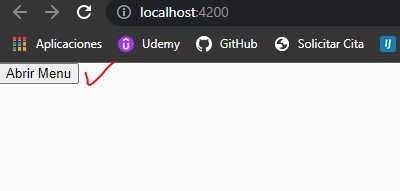 localhost:4200
Aplicaciones Udemy GitHub Solicitar Cita
Abrir Menu